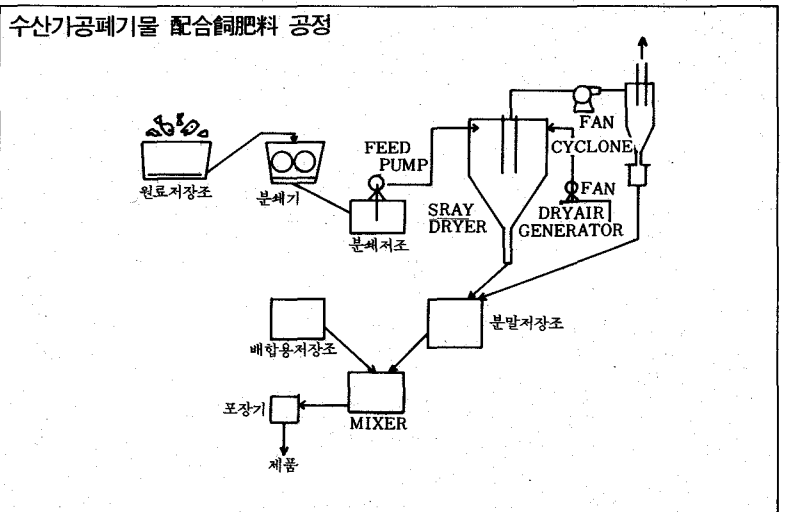 수산가공폐기물 配合飼肥料 공정
원료저장조
분쇄기
FEED
PUMP
분쇄저조
SRAY
DRYER
FAN
CYCLONE
FAN
DRYAIR
GENERATOR
분말저장조
배합용저장조
MIXER
포장기
제품